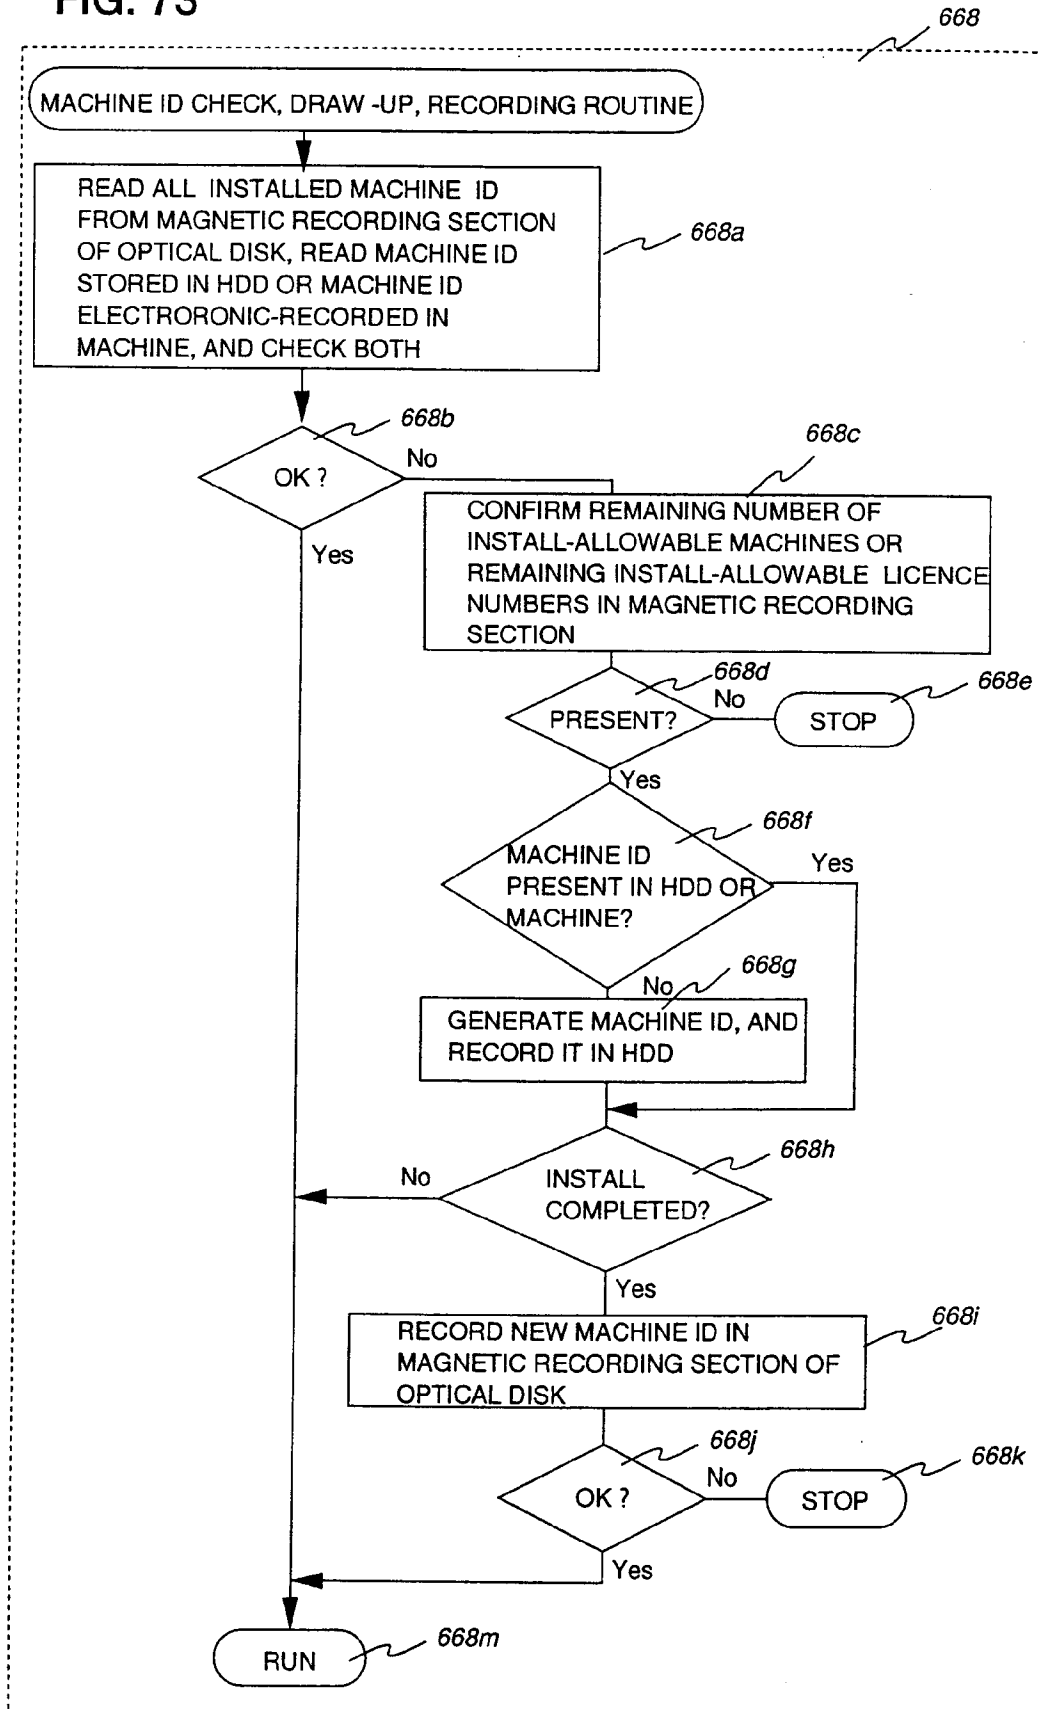 FIG. 73
668
MACHINE ID CHECK, DRAW -UP, RECORDING ROUTINE
READ ALL INSTALLED MACHINE ID
FROM MAGNETIC RECORDING SECTION
OF OPTICAL DISK, READ MACHINE ID
STORED IN HDD OR MACHINE ID
ELECTRORONIC-RECORDED IN
MACHINE, AND CHECK BOTH
668a
668b
OK ?
No
Yes
668c
CONFIRM REMAINING NUMBER OF
INSTALL-ALLOWABLE MACHINES OR
REMAINING INSTALL-ALLOWABLE LICENCE
NUMBERS IN MAGNETIC RECORDING
SECTION
668d
PRESENT?
No
STOP
668e
Yes
668f
MACHINE ID
PRESENT IN HDD OR
MACHINE?
Yes
No
668g
GENERATE MACHINE ID, AND
RECORD IT IN HDD
668h
INSTALL
COMPLETED?
No
Yes
RECORD NEW MACHINE ID IN
MAGNETIC RECORDING SECTION OF
OPTICAL DISK
668i
668j
OK ?
No
STOP
668k
Yes
RUN
668m